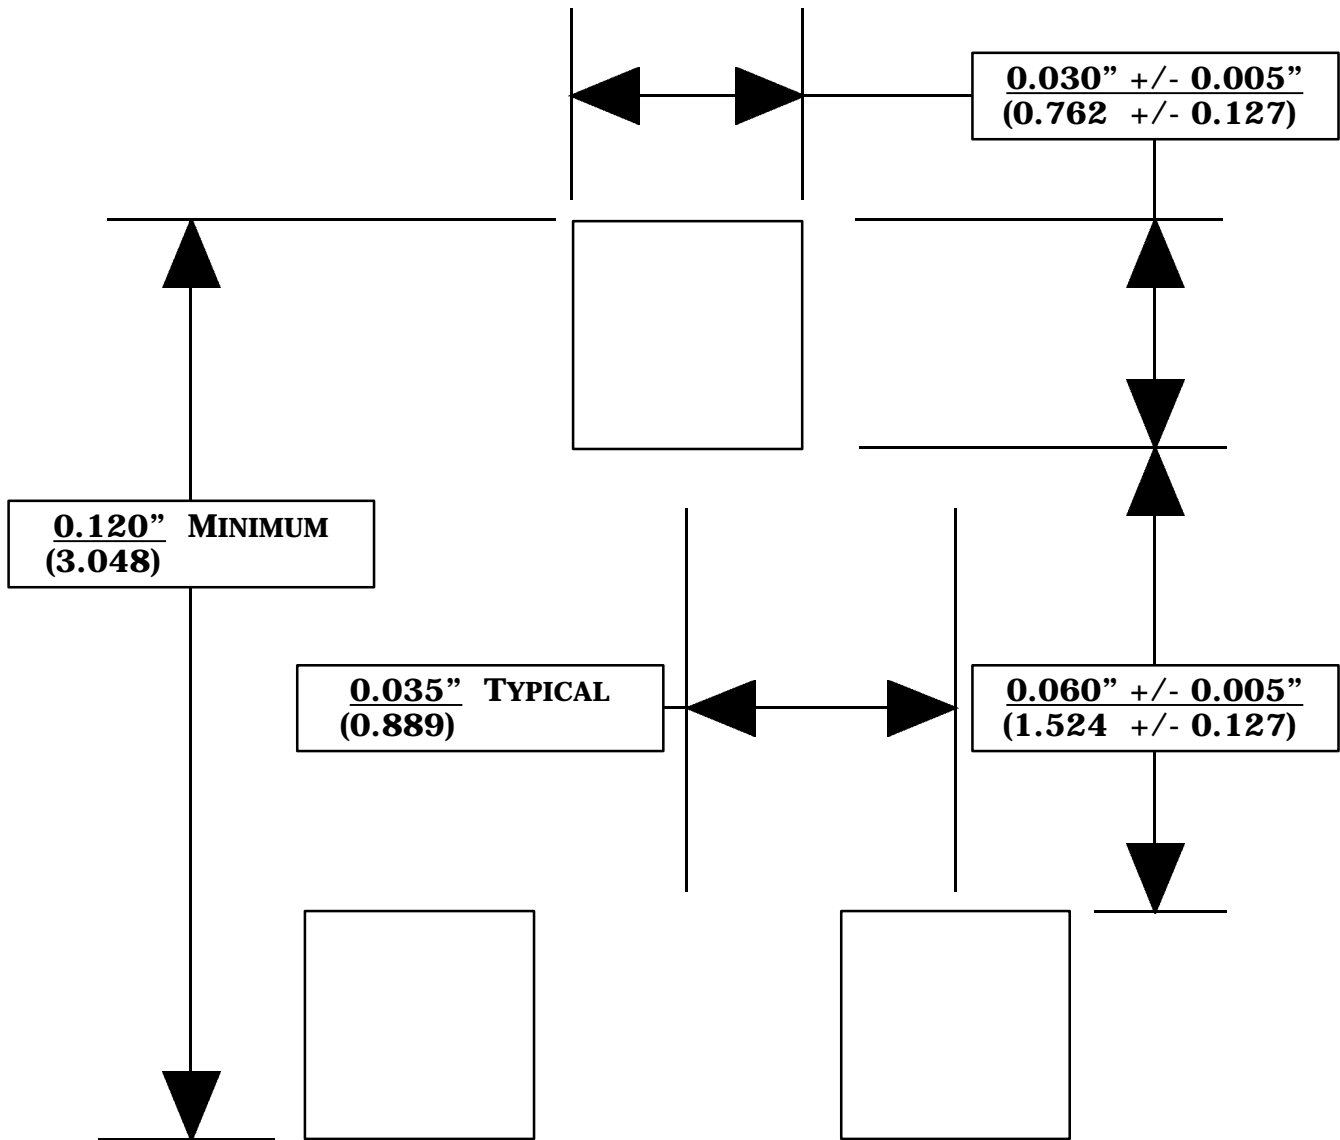 0.030” +/- 0.005”
(0.762 +/- 0.127)
0.120” MINIMUM
(3.048)
0.035” TYPICAL
(0.889)
0.060” +/- 0.005”
(1.524 +/- 0.127)